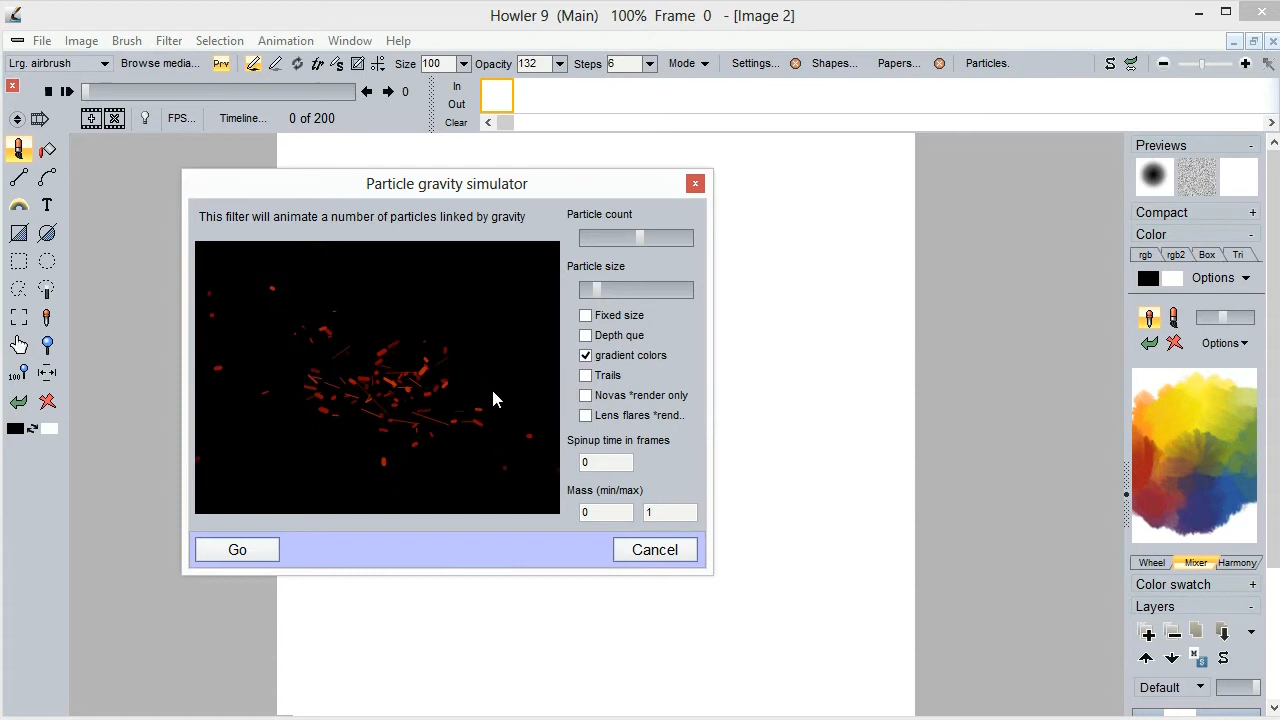 Howler 9 (Main) 100% Frame 0 - [Image 2]
File Image Brush Filter Selection Animation Window Help
Lrg. airbrush Browse media... Prv Size 100 Opacity 132 Steps 6 Mode Settings... Shapes... Papers... Particles.
0
In
Out
Clear
FPS... Timeline... 0 of 200
Particle gravity simulator
This filter will animate a number of particles linked by gravity
Particle count
Particle size
Fixed size
Depth que
gradient colors
Trails
Novas *render only
Lens flares *rend..
Spinup time in frames
0
Mass (min/max)
0 1
Go Cancel
T
100
Previews -
Compact +
Color -
rgb rgb2 Box Tri
Options
Options
Wheel Mixer Harmony
Color swatch +
Layers -
M S
Default